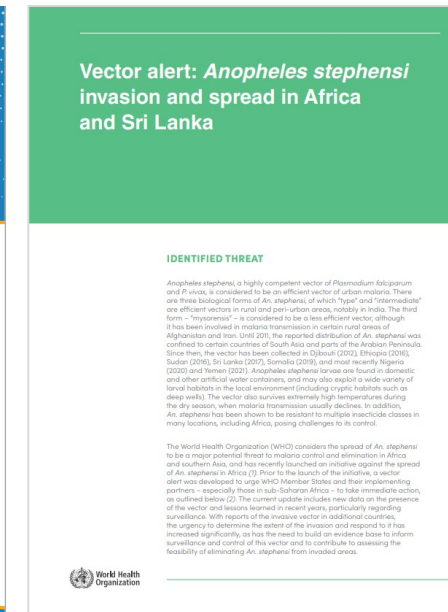 Vector alert: Anopheles stephensi
invasion and spread in Africa
and Sri Lanka
IDENTIFIED THREAT
Anopheles stephensi, a highly competent vector of Plasmodium falciparum
and P. vivax, is considered to be an efficient vector of urban malaria. There
are three biological forms of An. stephensi, of which "type" and "intermediate"
are efficient vectors in rural and peri-urban areas, notably in India. The third
form – "mysorensis" – is considered to be a less efficient vector, although
it has been involved in malaria transmission in certain rural areas of
Afghanistan and Iran. Until 2011, the reported distribution of An. stephensi was
confined to certain countries of South Asia and parts of the Arabian Peninsula.
Since then, the vector has been collected in Djibouti (2012), Ethiopia (2016),
Sudan (2016), Sri Lanka (2017), Somolia (2019), and most recently Nigeria
(2020) and Yemen (2021). Anopheles stephensi larvae are found in domestic
and other artificial water containers, and may also exploit a wide variety of
larval habitats in the local environment (including cryptic habitats such as
deep wells). The vector also survives extremely high temperatures during
the dry season, when malaria transmission usually declines. In addition,
An. stephensi has been shown to be resistant to multiple insecticide classes in
many locations, including Africa, posing challenges to its control.
The World Health Organization (WHO) considers the spread of An. stephensi
to be a major potential threat to malaria control and elimination in Africa
and southern Asia, and has recently launched an initiative against the spread
of An. stephensi in Africa (1). Prior to the launch of the initiative, a vector
alert was developed to urge WHO Member States and their implementing
partners – especially those in sub-Saharan Africa – to take immediate action,
as outlined below (2). The current update includes new data on the presence
of the vector and lessons learned in recent years, particularly regarding
surveillance. With reports of the invasive vector in additional countries,
the urgency to determine the extent of the invasion and respond to it has
increased significantly, as has the need to build an evidence base to inform
surveillance and control of this vector and to contribute to assessing the
feasibility of eliminating An. stephensi from invaded areas.
World Health
Organization